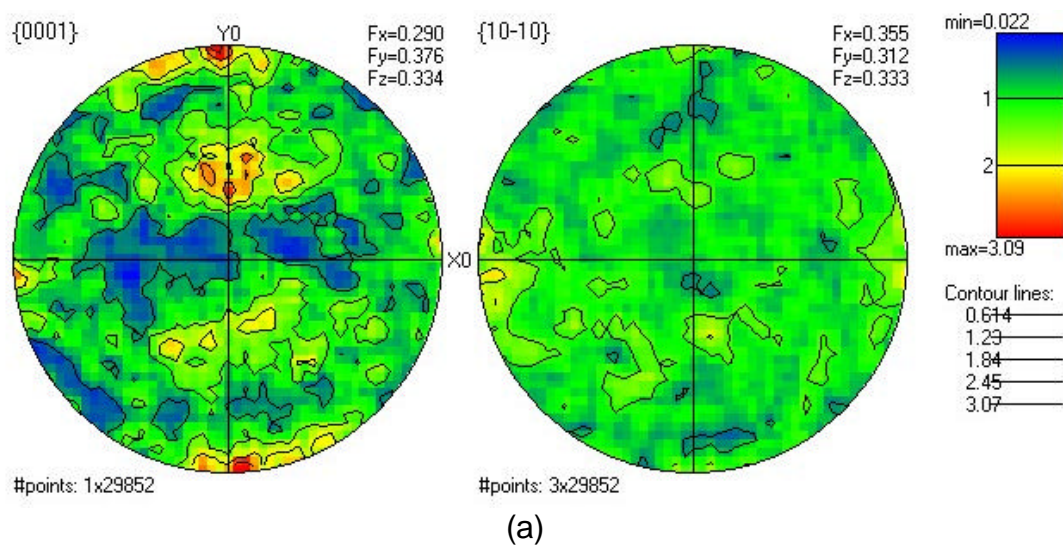 {0001}
Y0
Fx=0.290
Fy=0.376
Fz=0.334
{10-10}
Fx=0.355
Fy=0.312
Fz=0.333
min=0.022
1
2
max=3.09
X0
Contour lines:
0.614
1.29
1.84
2.45
3.07
#points: 1x29852
#points: 3x29852
(a)